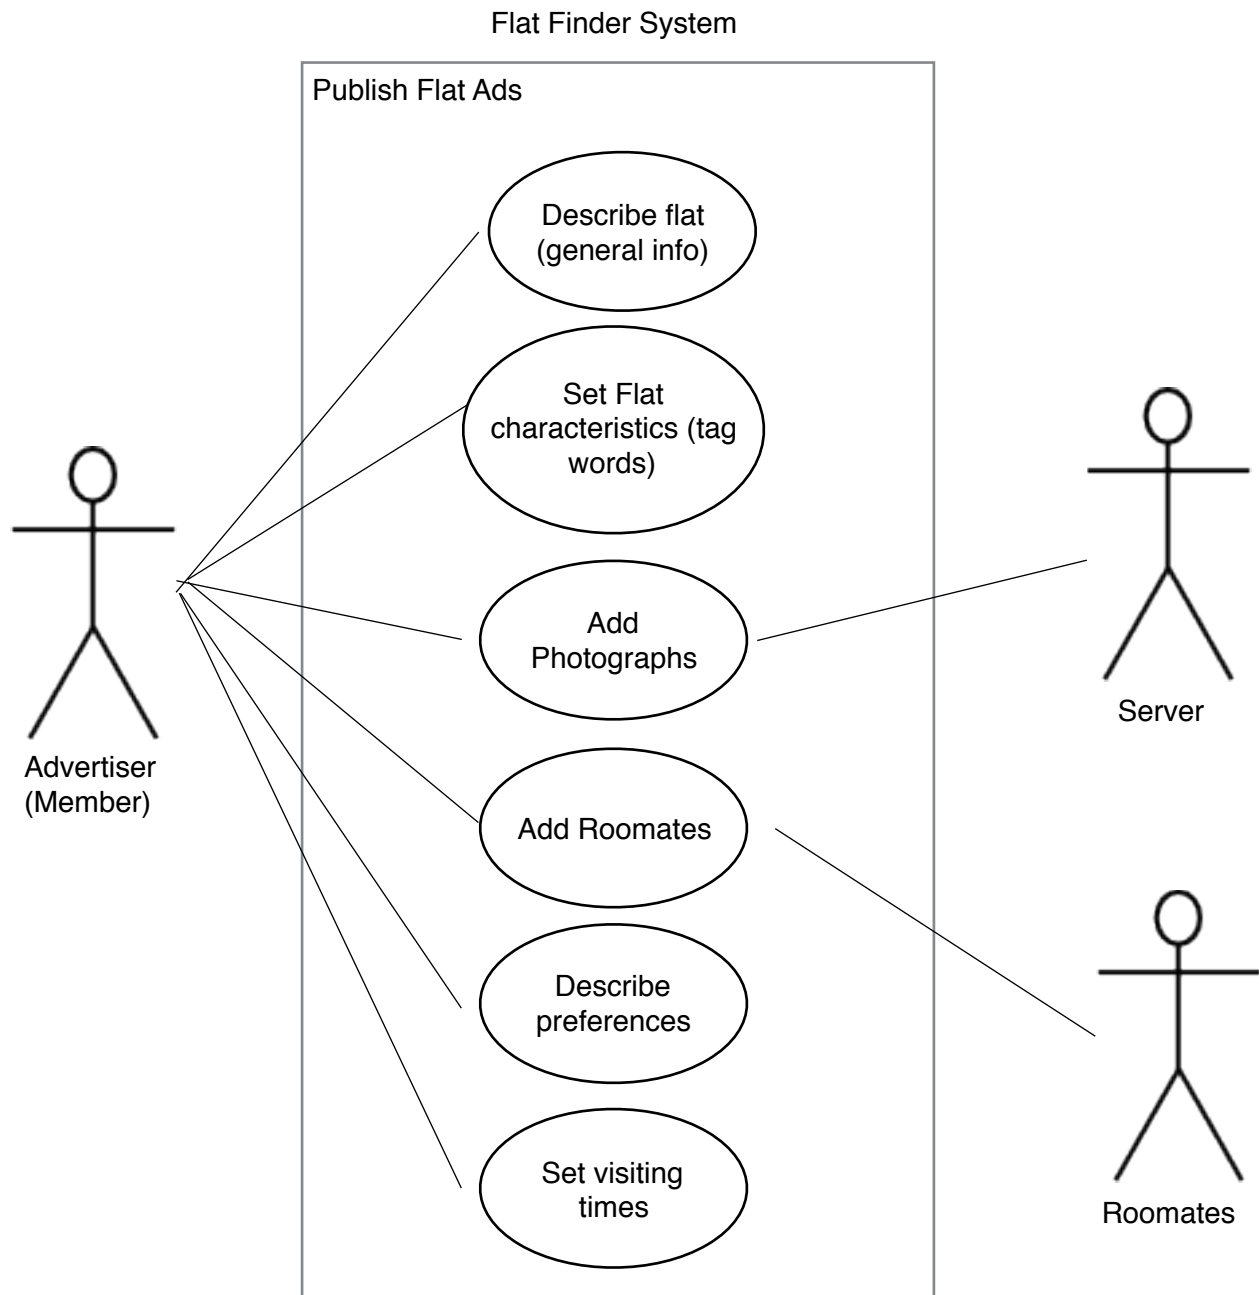 Flat Finder System
Publish Flat Ads
Describe flat
(general info)
Set Flat
characteristics (tag
words)
Add
Photographs
Server
Advertiser
(Member)
Add Roomates
Describe
preferences
Set visiting
times
Roomates